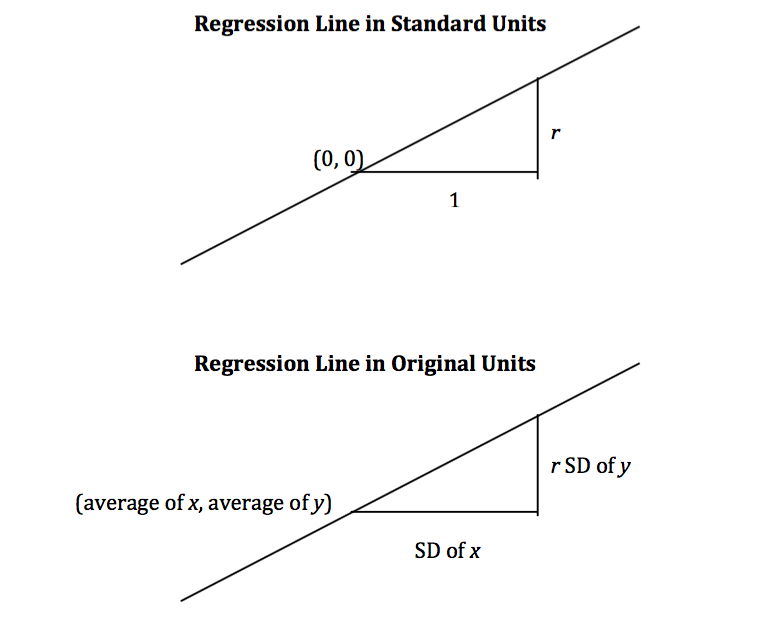 Regression Line in Standard Units
(0, 0)
r
1
Regression Line in Original Units
r SD of y
(average of x, average of y)
SD of x